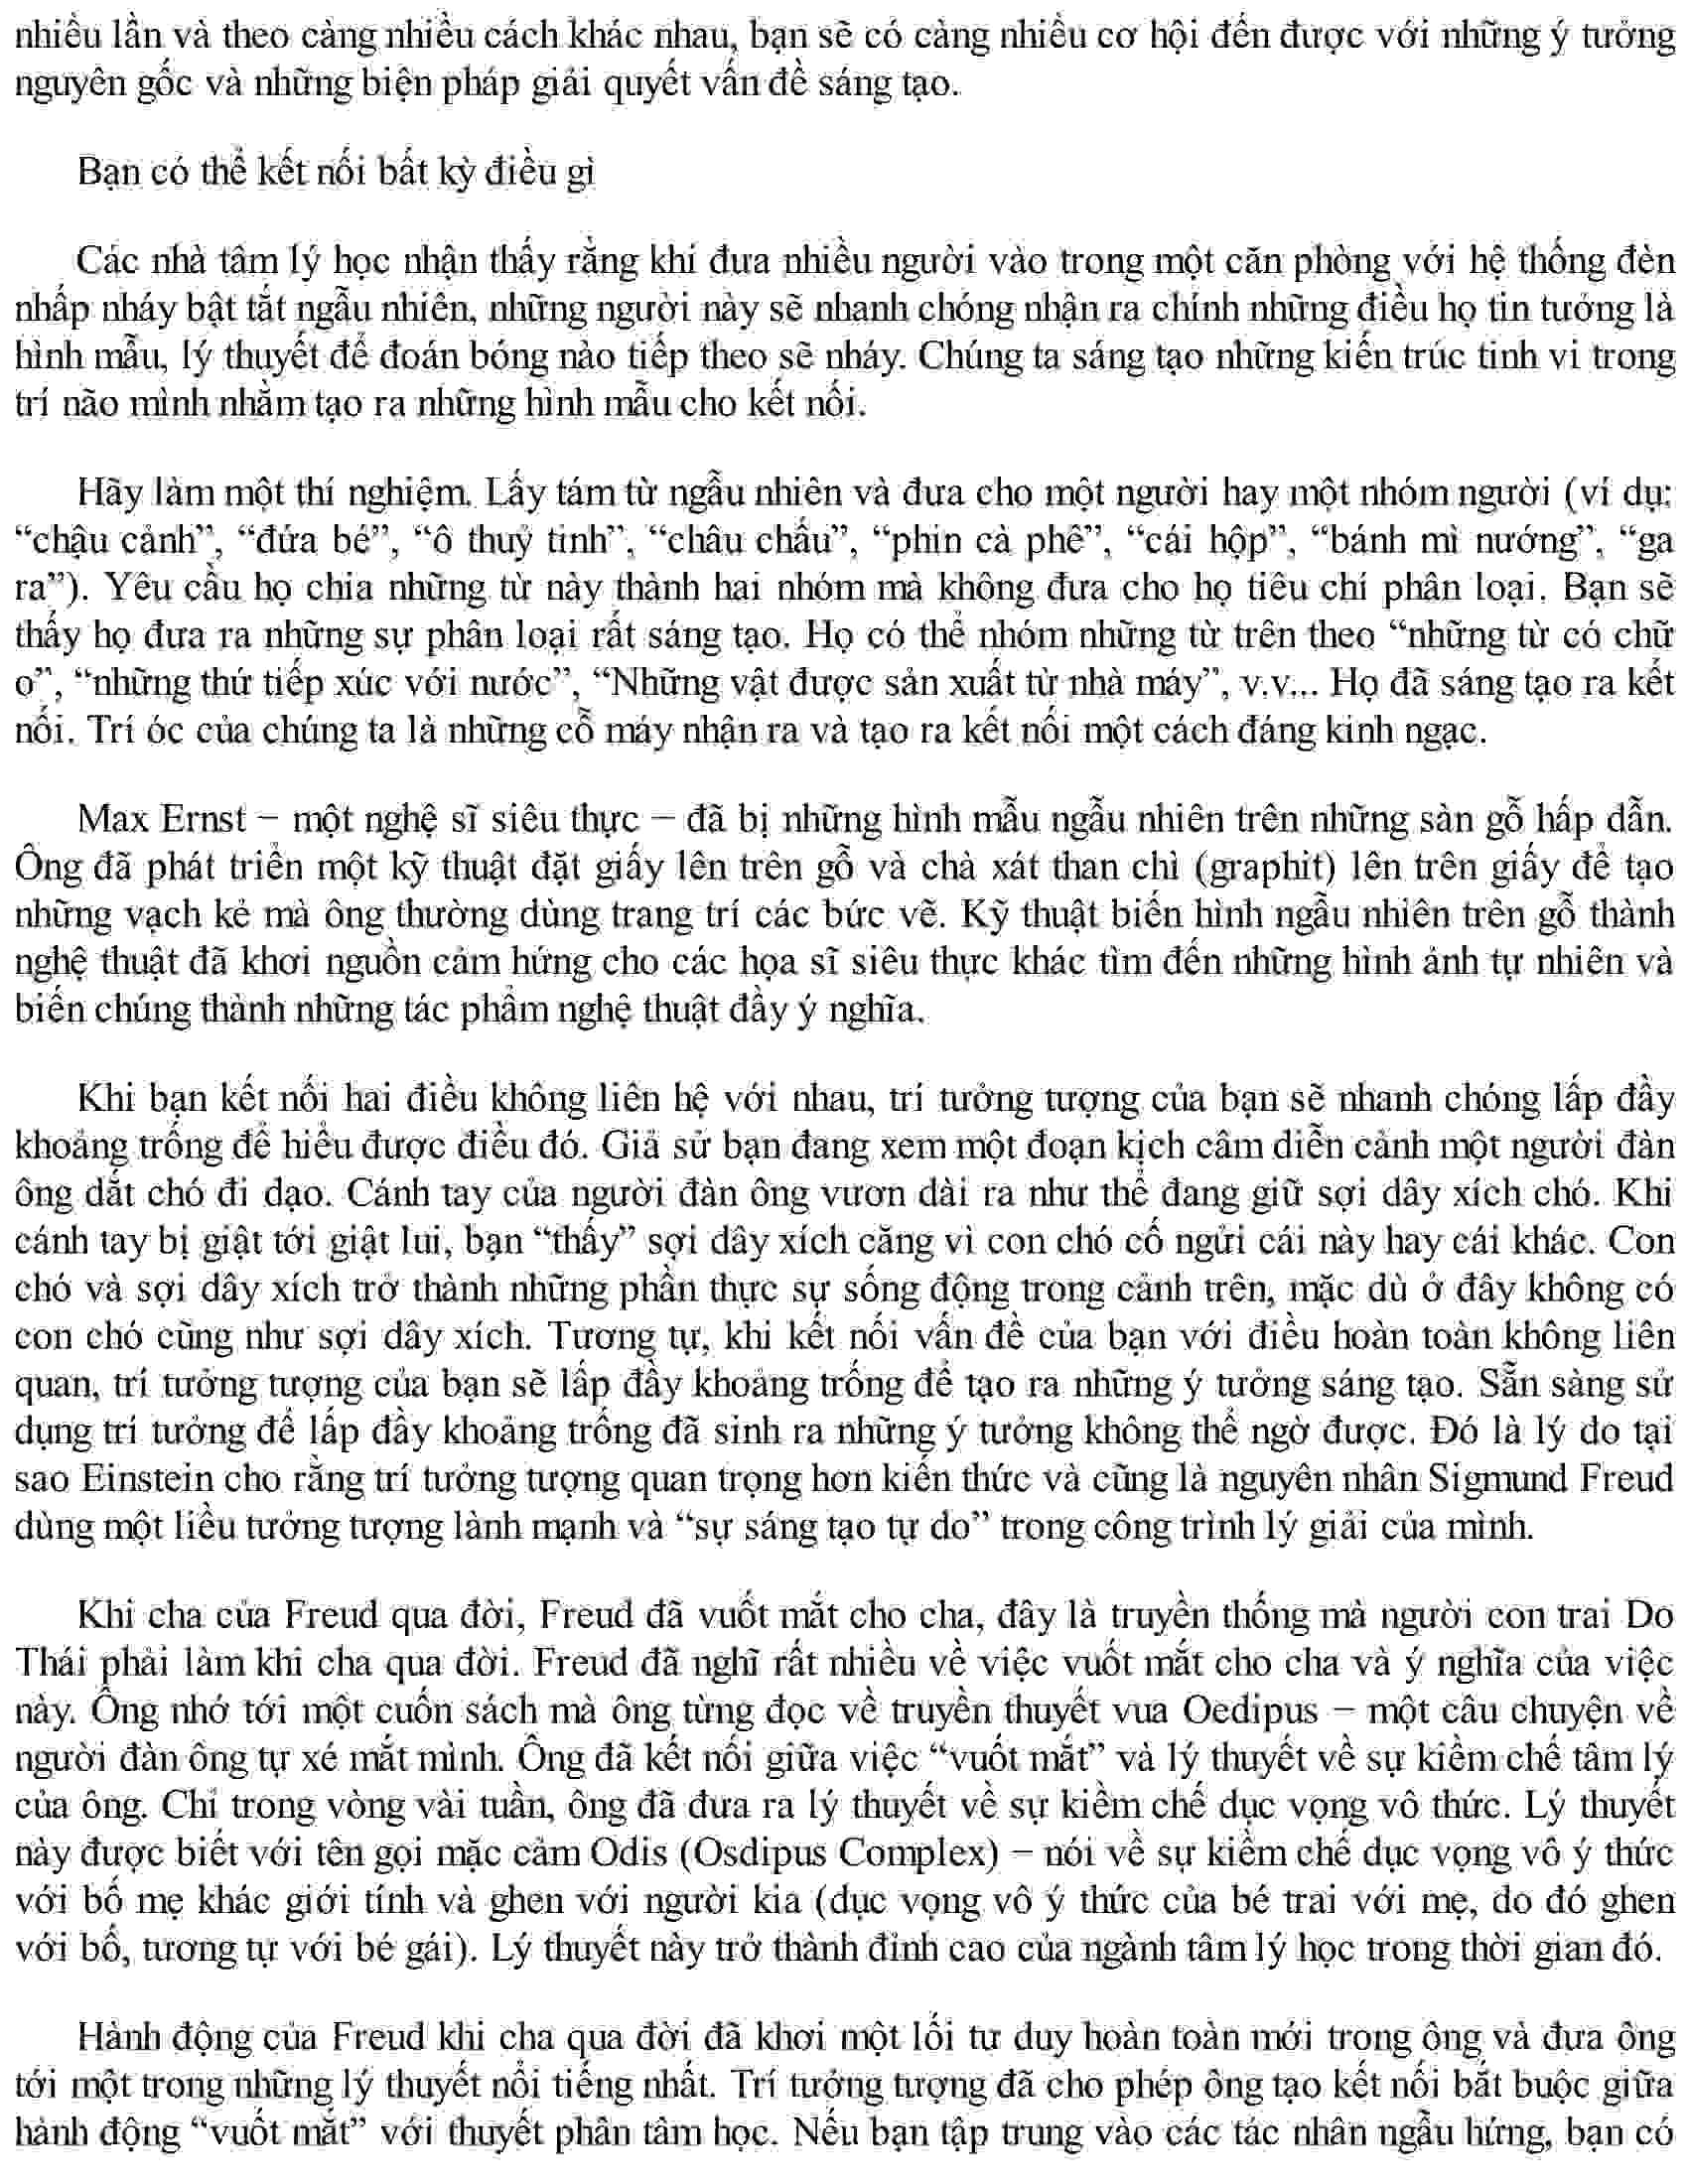 nhiều lần và theo càng nhiều cách khác nhau, bạn sẽ có càng nhiều cơ hội đến được với những ý tưởng
nguyên gốc và những biện pháp giải quyết vấn đề sáng tạo.
Bạn có thể kết nối bất kỳ điều gì
Các nhà tâm lý học nhận thấy rằng khi đưa nhiều người vào trong một căn phòng với hệ thống đèn
nhấp nháy bật tắt ngẫu nhiên, những người này sẽ nhanh chóng nhận ra chính những điều họ tin tưởng là
hình mẫu, lý thuyết để đoán bóng nào tiếp theo sẽ nháy. Chúng ta sáng tạo những kiến trúc tinh vi trong
trí não mình nhằm tạo ra những hình mẫu cho kết nối.
Hãy làm một thí nghiệm. Lấy tám từ ngẫu nhiên và đưa cho một người hay một nhóm người (ví dụ:
“chậu cảnh”, “đứa bé”, “ô thuỷ tinh”, “châu chấu”, “phin cà phê”, “cái hộp”, “bánh mì nướng”, “ga
ra”). Yêu cầu họ chia những từ này thành hai nhóm mà không đưa cho họ tiêu chí phân loại. Bạn sẽ
thấy họ đưa ra những sự phân loại rất sáng tạo. Họ có thể nhóm những từ trên theo “những từ có chữ
o”, “những thứ tiếp xúc với nước”, “Những vật được sản xuất từ nhà máy”, v.v... Họ đã sáng tạo ra kết
nối. Trí óc của chúng ta là những cỗ máy nhận ra và tạo ra kết nối một cách đáng kinh ngạc.
Max Ernst – một nghệ sĩ siêu thực – đã bị những hình mẫu ngẫu nhiên trên những sàn gỗ hấp dẫn.
Ông đã phát triển một kỹ thuật đặt giấy lên trên gỗ và chà xát than chì (graphit) lên trên giấy để tạo
những vạch kẻ mà ông thường dùng trang trí các bức vẽ. Kỹ thuật biến hình ngẫu nhiên trên gỗ thành
nghệ thuật đã khơi nguồn cảm hứng cho các họa sĩ siêu thực khác tìm đến những hình ảnh tự nhiên và
biến chúng thành những tác phẩm nghệ thuật đầy ý nghĩa.
Khi bạn kết nối hai điều không liên hệ với nhau, trí tưởng tượng của bạn sẽ nhanh chóng lấp đầy
khoảng trống để hiểu được điều đó. Giả sử bạn đang xem một đoạn kịch câm diễn cảnh một người đàn
ông dắt chó đi dạo. Cánh tay của người đàn ông vươn dài ra như thể đang giữ sợi dây xích chó. Khi
cánh tay bị giật tới giật lui, bạn “thấy” sợi dây xích căng vì con chó cố ngửi cái này hay cái khác. Con
chó và sợi dây xích trở thành những phần thực sự sống động trong cảnh trên, mặc dù ở đây không có
con chó cũng như sợi dây xích. Tương tự, khi kết nối vấn đề của bạn với điều hoàn toàn không liên
quan, trí tưởng tượng của bạn sẽ lấp đầy khoảng trống để tạo ra những ý tưởng sáng tạo. Sẵn sàng sử
dụng trí tưởng để lấp đầy khoảng trống đã sinh ra những ý tưởng không thể ngờ được. Đó là lý do tại
sao Einstein cho rằng trí tưởng tượng quan trọng hơn kiến thức và cũng là nguyên nhân Sigmund Freud
dùng một liều tưởng tượng lành mạnh và “sự sáng tạo tự do” trong công trình lý giải của mình.
Khi cha của Freud qua đời, Freud đã vuốt mắt cho cha, đây là truyền thống mà người con trai Do
Thái phải làm khi cha qua đời. Freud đã nghĩ rất nhiều về việc vuốt mắt cho cha và ý nghĩa của việc
này. Ông nhớ tới một cuốn sách mà ông từng đọc về truyền thuyết vua Oedipus – một câu chuyện về
người đàn ông tự xé mắt mình. Ông đã kết nối giữa việc “vuốt mắt” và lý thuyết về sự kiềm chế tâm lý
của ông. Chỉ trong vòng vài tuần, ông đã đưa ra lý thuyết về sự kiềm chế dục vọng vô thức. Lý thuyết
này được biết với tên gọi mặc cảm Odis (Osdipus Complex) – nói về sự kiềm chế dục vọng vô ý thức
với bố mẹ khác giới tính và ghen với người kia (dục vọng vô ý thức của bé trai với mẹ, do đó ghen
với bố, tương tự với bé gái). Lý thuyết này trở thành đỉnh cao của ngành tâm lý học trong thời gian đó.
Hành động của Freud khi cha qua đời đã khơi một lối tư duy hoàn toàn mới trong ông và đưa ông
tới một trong những lý thuyết nổi tiếng nhất. Trí tưởng tượng đã cho phép ông tạo kết nối bắt buộc giữa
hành động “vuốt mắt” với thuyết phân tâm học. Nếu bạn tập trung vào các tác nhân ngẫu hứng, bạn có